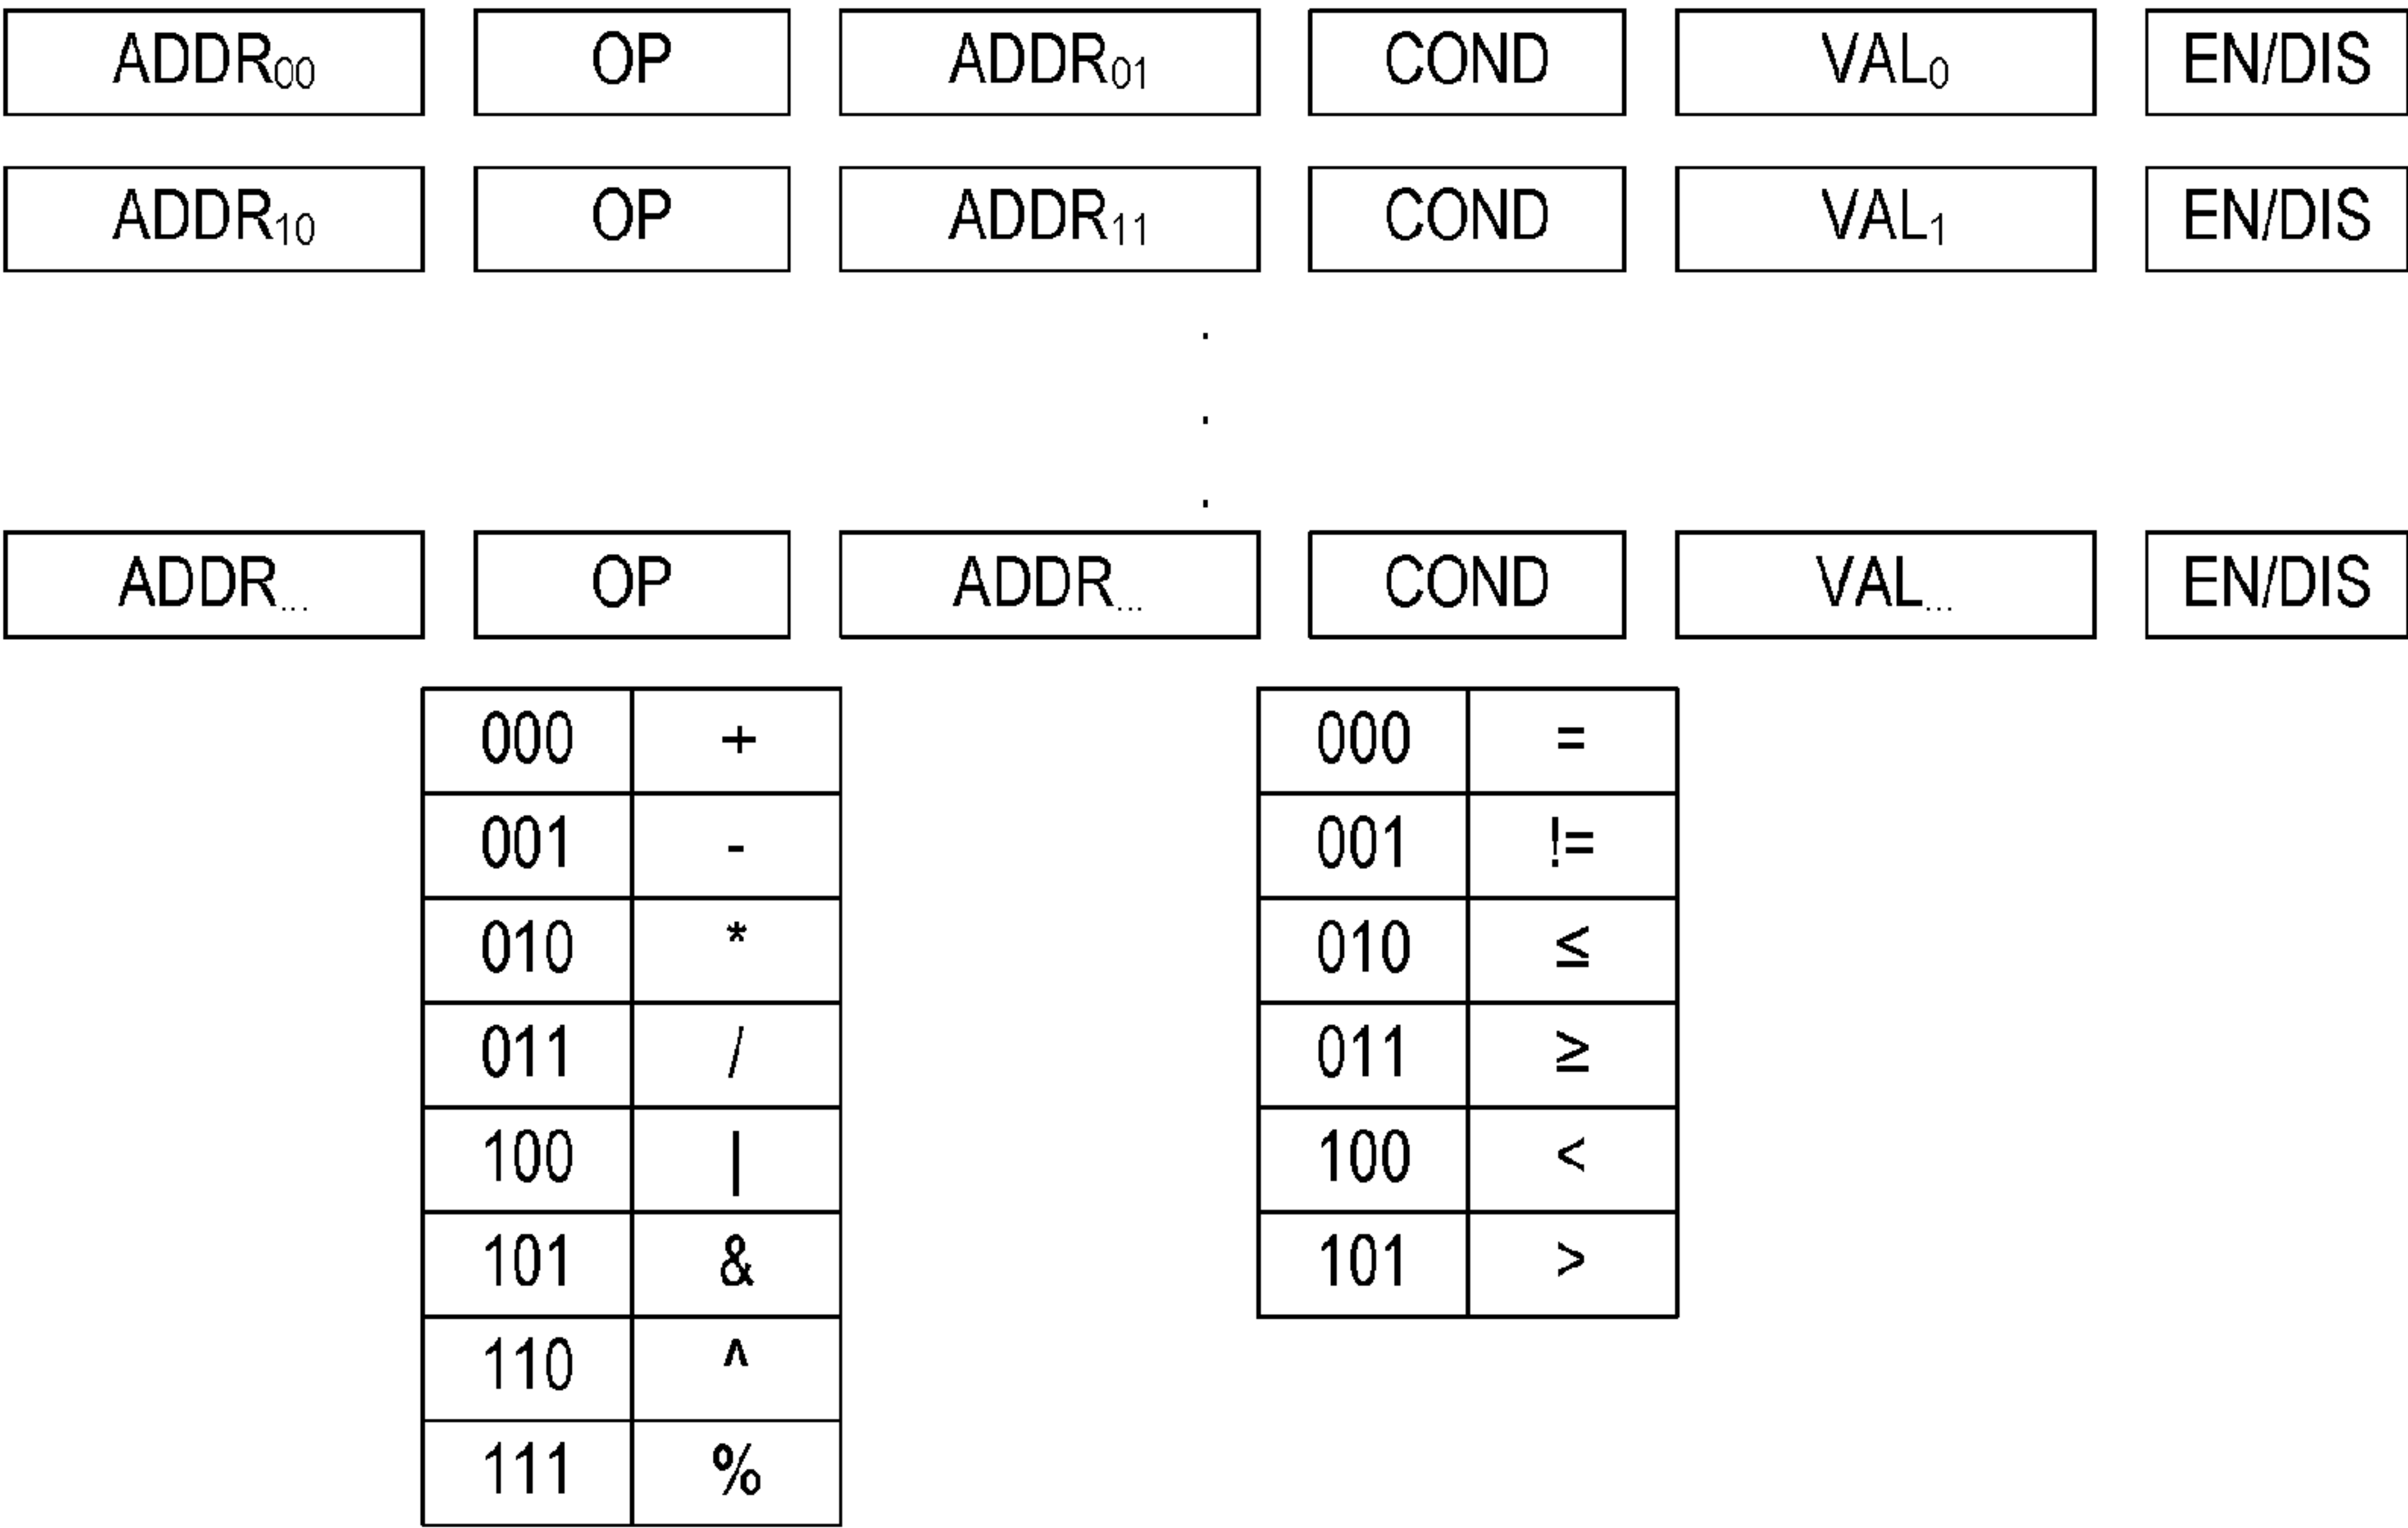 ADDR₀₀ OP ADDR₀₁ COND VAL₀ EN/DIS
ADDR₁₀ OP ADDR₁₁ COND VAL₁ EN/DIS
.
.
.
ADDR... OP ADDR... COND VAL... EN/DIS
000 + 000 =
001 - 001 !=
010 * 010 ≤
011 / 011 ≥
100 | 100 <
101 & 101 >
110 ^
111 %